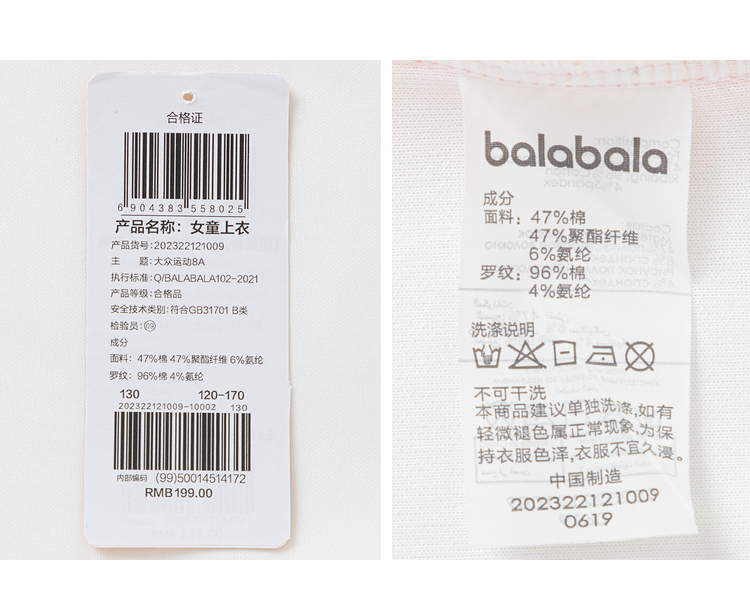 合格证
6 904383 558025
产品名称：女童上衣
产品货号：202322121009
主　　题：大众运动8A
执行标准：Q/BALABALA102-2021
产品等级：合格品
安全技术类别：符合GB31701 B类
检验员：
成分
面料：47%棉 47%聚酯纤维 6%氨纶
罗纹：96%棉 4%氨纶
130 120-170
202322121009-10002 130
内部编码 (99)50014514172
RMB199.00
balabala
成分
面料：47%棉
47%聚酯纤维
6%氨纶
罗纹：96%棉
4%氨纶
洗涤说明
不可干洗
本商品建议单独洗涤，如有
轻微褪色属正常现象，为保
持衣服色泽，衣服不宜久浸。
中国制造
202322121009
0619